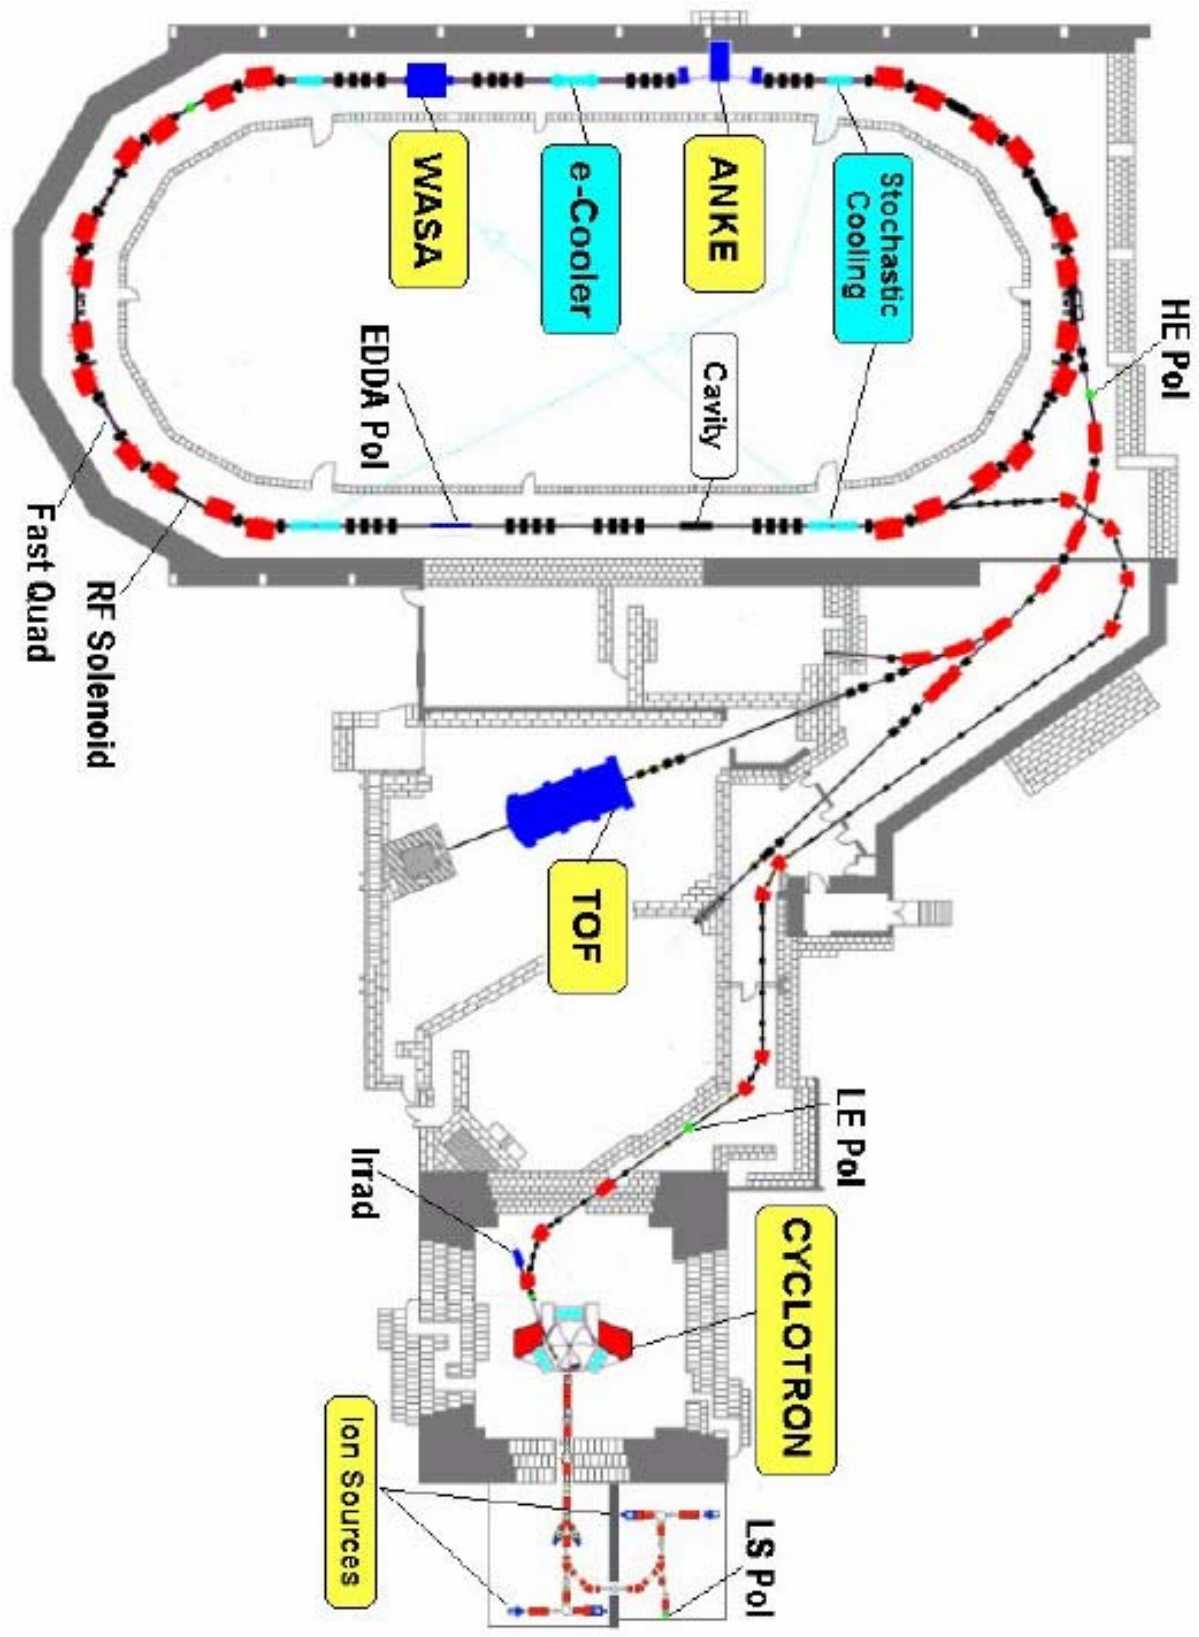 WASA
e-Cooler
ANKE
Stochastic
Cooling
HE Pol
EDDA Pol
Cavity
Fast Quad
RF Solenoid
TOF
LE Pol
Irrad
CYCLOTRON
Ion Sources
LS Pol